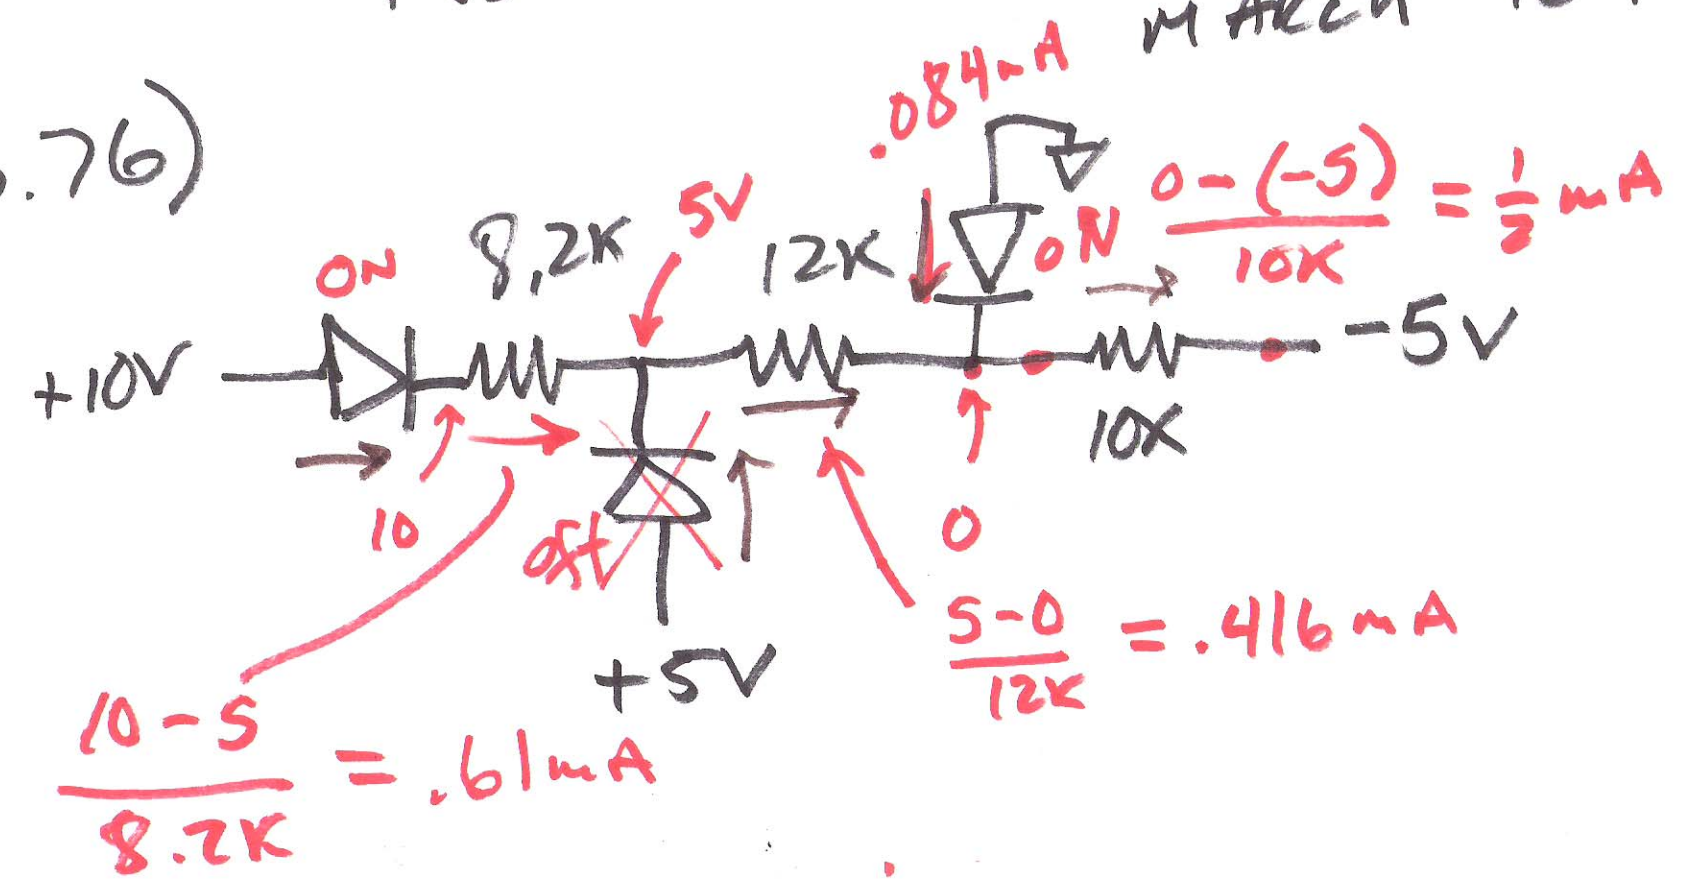 MARCH
.76)
.084mA
5V
8.2K
12K
ON
ON
0-(-5) = 1/2 mA
10K
+10V
-5V
10K
10
off
0
+5V
5-0 = .416mA
12K
10-5 = .61mA
8.2K